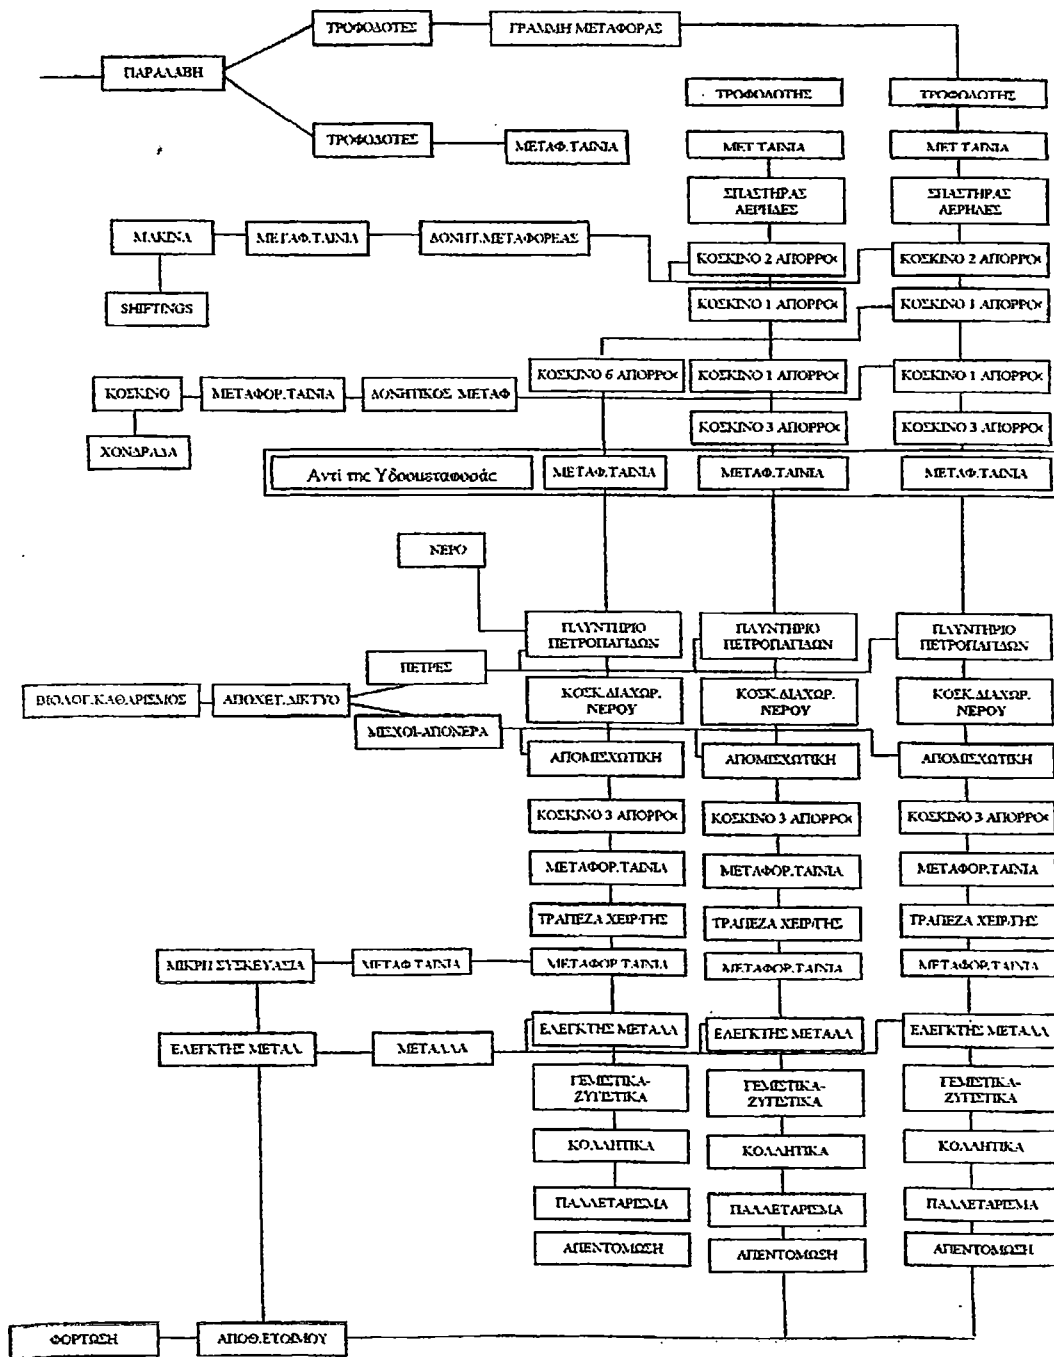 ΤΡΟΦΟΔΟΤΕΣ ΓΡΑΜΜΗ ΜΕΤΑΦΟΡΑΣ
ΠΑΡΑΛΑΒΗ
ΤΡΟΦΟΔΟΤΗΣ ΤΡΟΦΟΔΟΤΗΣ
ΤΡΟΦΟΔΟΤΕΣ ΜΕΤΑΦ.ΤΑΙΝΙΑ ΜΕΤ ΤΑΙΝΙΑ ΜΕΤ ΤΑΙΝΙΑ
ΣΠΑΣΤΗΡΑΣ ΣΠΑΣΤΗΡΑΣ
ΑΕΡΗΔΕΣ ΑΕΡΗΔΕΣ
ΜΑΚΙΝΑ ΜΕΤΑΦ.ΤΑΙΝΙΑ ΔΟΝΗΤ.ΜΕΤΑΦΟΡΕΑΣ
ΚΟΣΚΙΝΟ 2 ΑΠΟΡΡΟ ΚΟΣΚΙΝΟ 2 ΑΠΟΡΡΟ
SHIFTINGS ΚΟΣΚΙΝΟ 1 ΑΠΟΡΡΟ ΚΟΣΚΙΝΟ 1 ΑΠΟΡΡΟ
ΚΟΣΚΙΝΟ 6 ΑΠΟΡΡΟ ΚΟΣΚΙΝΟ 1 ΑΠΟΡΡΟ ΚΟΣΚΙΝΟ 1 ΑΠΟΡΡΟ
ΚΟΣΚΙΝΟ ΜΕΤΑΦΟΡ.ΤΑΙΝΙΑ ΔΟΝΗΤΙΚΟΣ ΜΕΤΑΦ
ΚΟΣΚΙΝΟ 3 ΑΠΟΡΡΟ ΚΟΣΚΙΝΟ 3 ΑΠΟΡΡΟ
ΧΟΝΔΡΑΔΑ
Αντί της Υδρομεταφοράς ΜΕΤΑΦ.ΤΑΙΝΙΑ ΜΕΤΑΦ.ΤΑΙΝΙΑ ΜΕΤΑΦ.ΤΑΙΝΙΑ
ΝΕΡΟ
ΠΛΥΝΤΗΡΙΟ ΠΛΥΝΤΗΡΙΟ ΠΛΥΝΤΗΡΙΟ
ΠΕΤΡΟΠΑΓΙΔΩΝ ΠΕΤΡΟΠΑΓΙΔΩΝ ΠΕΤΡΟΠΑΓΙΔΩΝ
ΠΕΤΡΕΣ
ΒΙΟΛΟΓ.ΚΑΘΑΡΙΣΜΟΣ ΑΠΟΧΕΤ.ΔΙΚΤΥΟ
ΚΟΣΚ.ΔΙΑΧΩΡ. ΚΟΣΚ.ΔΙΑΧΩΡ. ΚΟΣΚ.ΔΙΑΧΩΡ.
ΝΕΡΟΥ ΝΕΡΟΥ ΝΕΡΟΥ
ΜΙΣΧΟΙ-ΑΠΟΝΕΡΑ
ΑΠΟΜΙΣΧΩΤΙΚΗ ΑΠΟΜΙΣΧΩΤΙΚΗ ΑΠΟΜΙΣΧΩΤΙΚΗ
ΚΟΣΚΙΝΟ 3 ΑΠΟΡΡΟ ΚΟΣΚΙΝΟ 3 ΑΠΟΡΡΟ ΚΟΣΚΙΝΟ 3 ΑΠΟΡΡΟ
ΜΕΤΑΦΟΡ.ΤΑΙΝΙΑ ΜΕΤΑΦΟΡ.ΤΑΙΝΙΑ ΜΕΤΑΦΟΡ.ΤΑΙΝΙΑ
ΤΡΑΠΕΖΑ ΧΕΙΡ/ΓΗΣ ΤΡΑΠΕΖΑ ΧΕΙΡ/ΓΗΣ ΤΡΑΠΕΖΑ ΧΕΙΡ/ΓΗΣ
ΜΙΚΡΗ ΣΥΣΚΕΥΑΣΙΑ ΜΕΤΑΦ ΤΑΙΝΙΑ ΜΕΤΑΦΟΡ ΤΑΙΝΙΑ ΜΕΤΑΦΟΡ.ΤΑΙΝΙΑ ΜΕΤΑΦΟΡ.ΤΑΙΝΙΑ
ΕΛΕΓΚΤΗΣ ΜΕΤΑΛΛ ΕΛΕΓΚΤΗΣ ΜΕΤΑΛΛ ΕΛΕΓΚΤΗΣ ΜΕΤΑΛΛ
ΕΛΕΓΚΤΗΣ ΜΕΤΑΛ. ΜΕΤΑΛΛΑ
ΓΕΜΙΣΤΙΚΑ- ΓΕΜΙΣΤΙΚΑ- ΓΕΜΙΣΤΙΚΑ-
ΖΥΓΙΣΤΙΚΑ ΖΥΓΙΣΤΙΚΑ ΖΥΓΙΣΤΙΚΑ
ΚΟΛΛΗΤΙΚΑ ΚΟΛΛΗΤΙΚΑ ΚΟΛΛΗΤΙΚΑ
ΠΑΛΛΕΤΑΡΙΣΜΑ ΠΑΛΛΕΤΑΡΙΣΜΑ ΠΑΛΛΕΤΑΡΙΣΜΑ
ΑΠΕΝΤΟΜΩΣΗ ΑΠΕΝΤΟΜΩΣΗ ΑΠΕΝΤΟΜΩΣΗ
ΦΟΡΤΩΣΗ ΑΠΟΘ.ΕΤΟΙΜΟΥ